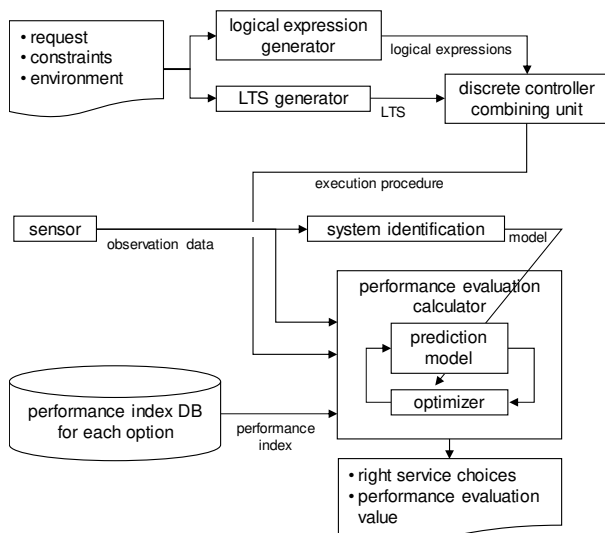 • request
• constraints
• environment
logical expression
generator
logical expressions
LTS generator
LTS
discrete controller
combining unit
execution procedure
sensor
observation data
system identification
model
performance evaluation
calculator
prediction
model
optimizer
performance index DB
for each option
performance
index
• right service choices
• performance evaluation
value